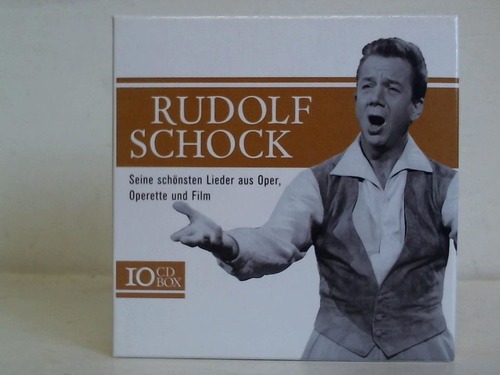 RUDOLF
SCHOCK
Seine schönsten Lieder aus Oper,
Operette und Film
10 CD BOX